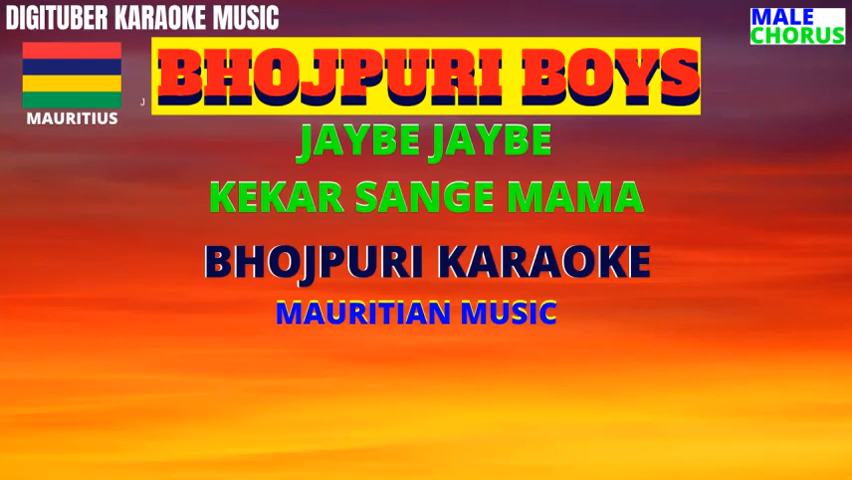 DIGITUBER KARAOKE MUSIC
MALE
CHORUS
BHOJPURI BOYS
J
MAURITIUS
JAYBE JAYBE
KEKAR SANGE MAMA
BHOJPURI KARAOKE
MAURITIAN MUSIC